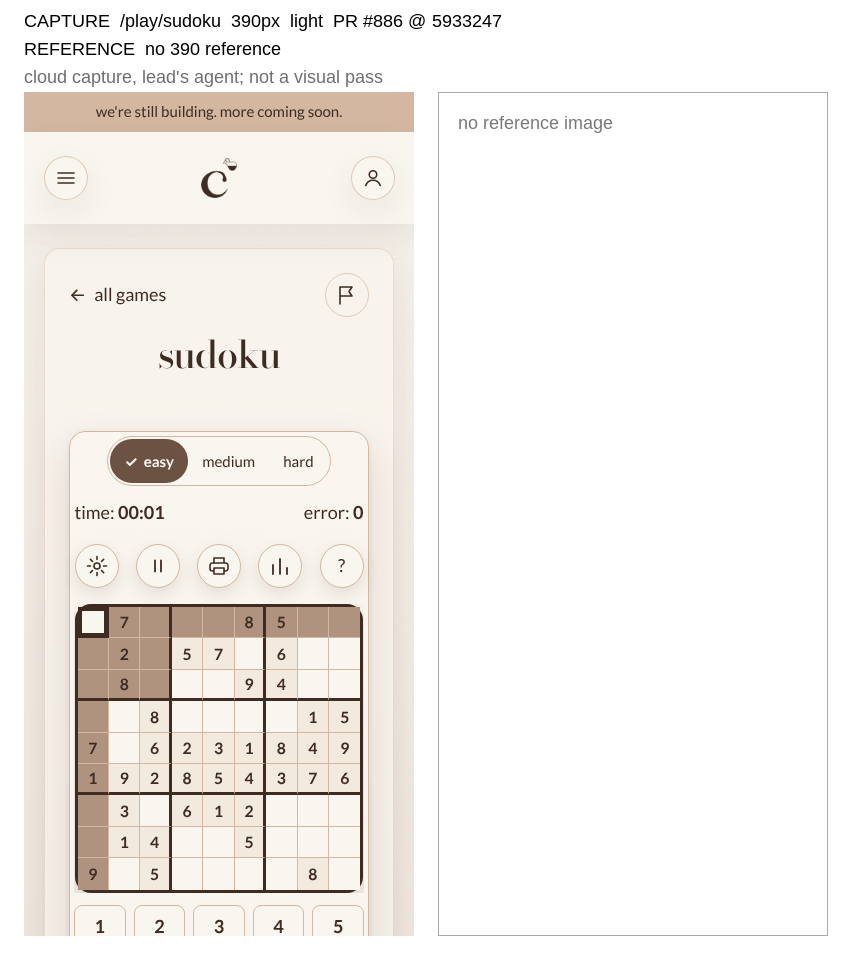 CAPTURE /play/sudoku 390px light PR #886 @ 5933247
REFERENCE no 390 reference
cloud capture, lead's agent; not a visual pass
we're still building. more coming soon.
no reference image
c
all games
sudoku
easy medium hard
time: 00:01 error: 0
?
7 8 5
2 5 7 6
8 9 4
8 1 5
7 6 2 3 1 8 4 9
1 9 2 8 5 4 3 7 6
3 6 1 2
1 4 5
9 5 8
1 2 3 4 5